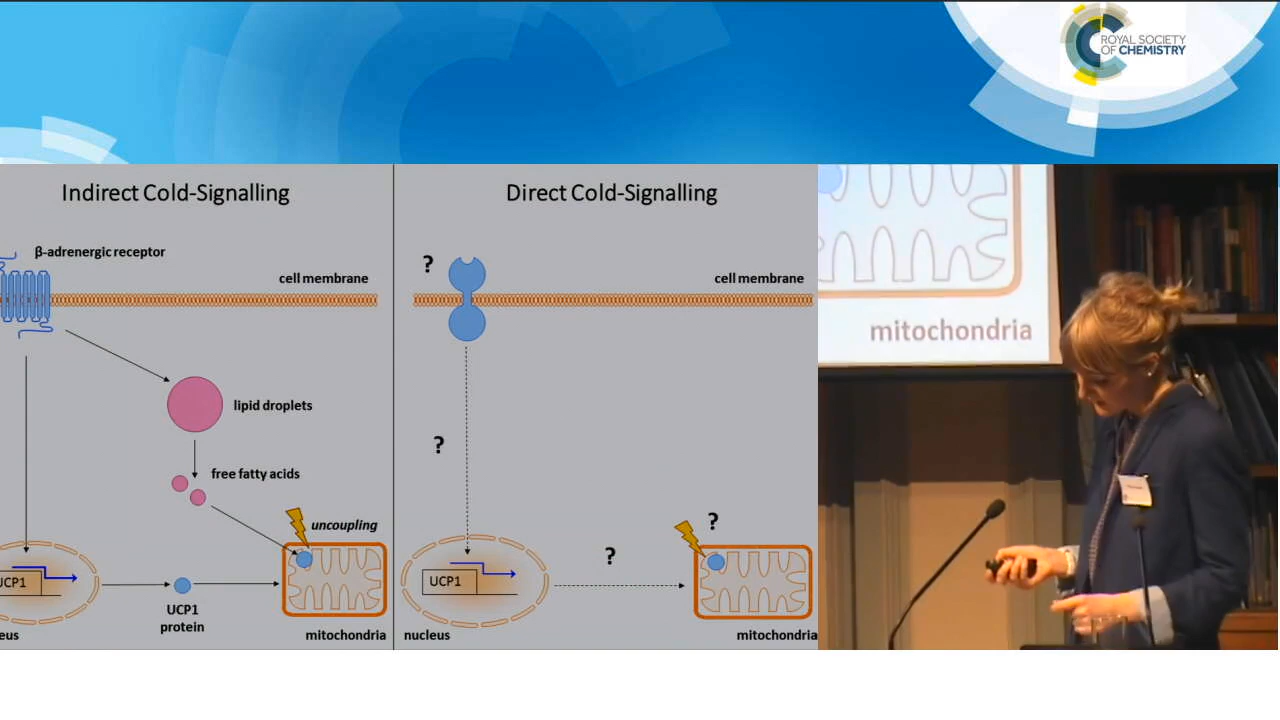 ROYAL SOCIETY
OF CHEMISTRY
Indirect Cold-Signalling
β-adrenergic receptor
cell membrane
lipid droplets
free fatty acids
uncoupling
UCP1
UCP1
protein
eus
mitochondria
Direct Cold-Signalling
?
cell membrane
?
?
?
UCP1
nucleus
mitochondria
mitochondria